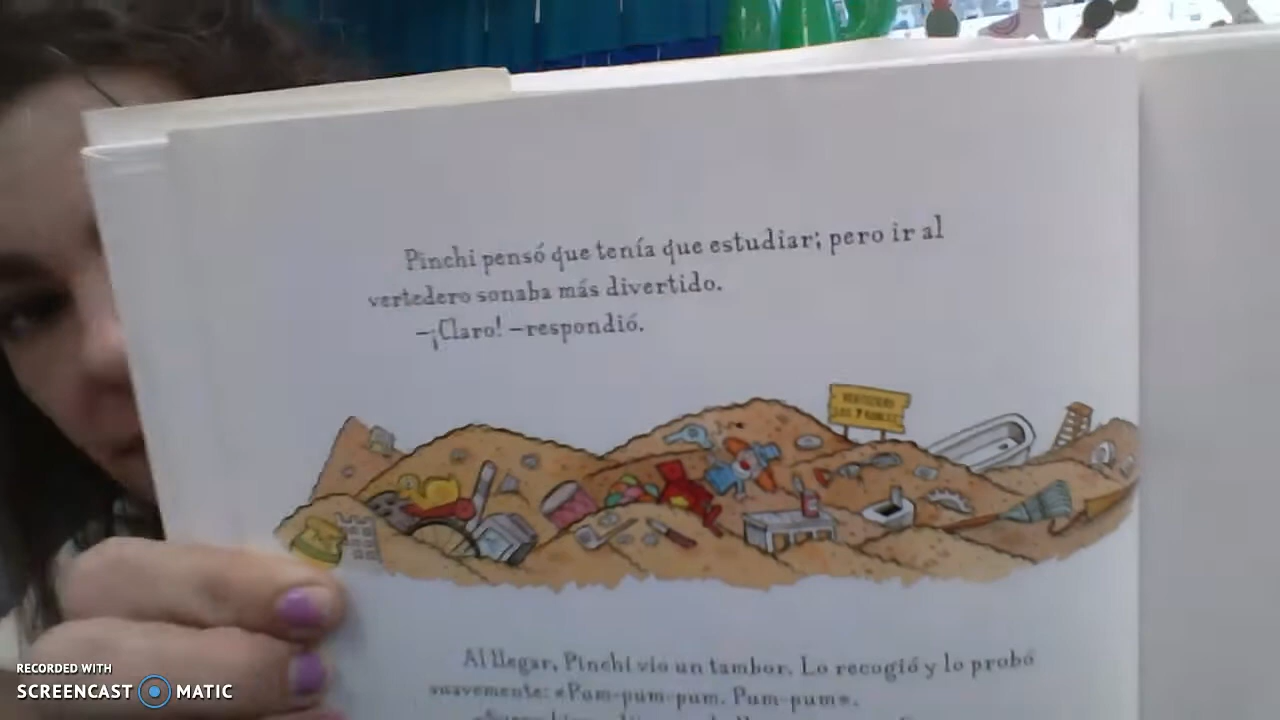 Pinchi pensó que tenía que estudiar; pero ir al
vertedero sonaba más divertido.
–¡Claro! –respondió.
VERTEDERO
Al llegar, Pinchi vio un tambor. Lo recogió y lo probó
suavemente: «Pum-pum-pum. Pum-pum».
RECORDED WITH
SCREENCAST MATIC